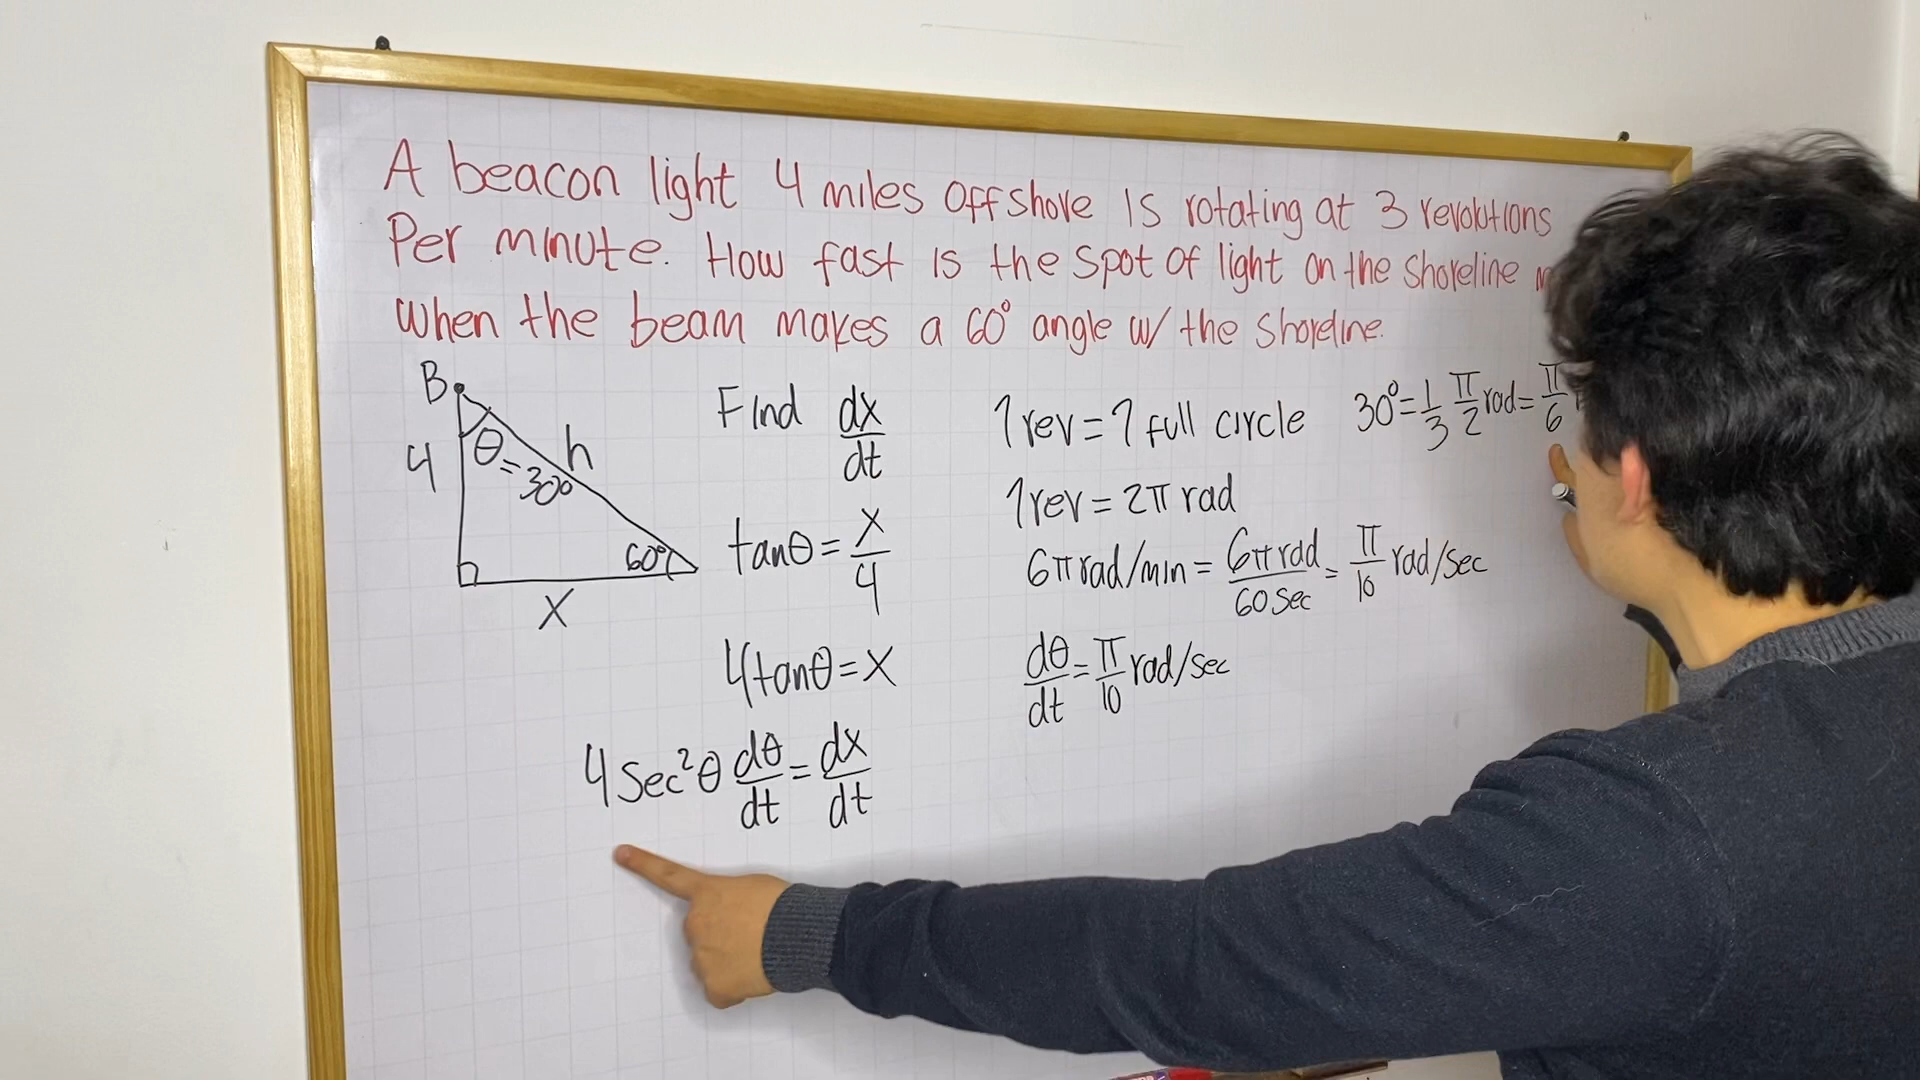 A beacon light 4 miles offshore is rotating at 3 revolutions
Per minute. How fast is the spot of light on the shoreline
when the beam makes a 60° angle w/ the shoreline.
B
4
θ=30°
h
60°
x
Find dx/dt
tanθ = x/4
4tanθ = x
4 sec²θ dθ/dt = dx/dt
1 rev = 1 full circle
1 rev = 2π rad
6π rad/min = 6π rad/60 sec = π/10 rad/sec
dθ/dt = π/10 rad/sec
30° = 1/3 π/2 rad = π/6